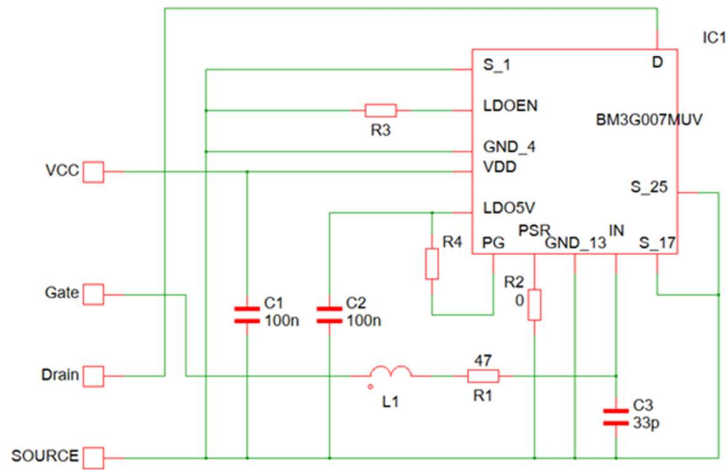 IC1
S_1
D
LDOEN
BM3G007MUV
R3
GND_4
VCC
VDD
S_25
LDO5V
PSR
IN
R4
PG
GND_13
S_17
R2
0
Gate
C1
100n
C2
100n
Drain
47
L1
R1
C3
33p
SOURCE